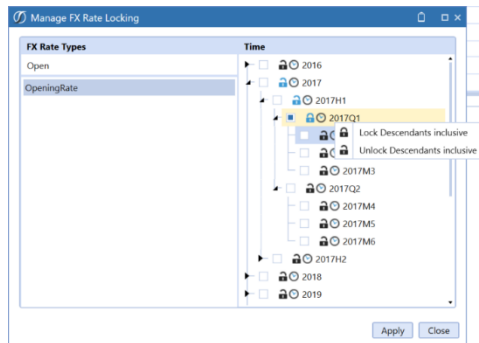 Manage FX Rate Locking
FX Rate Types
Time
Open
OpeningRate
2016
2017
2017H1
2017Q1
Lock Descendants inclusive
Unlock Descendants inclusive
2017M3
2017Q2
2017M4
2017M5
2017M6
2017H2
2018
2019
Apply Close